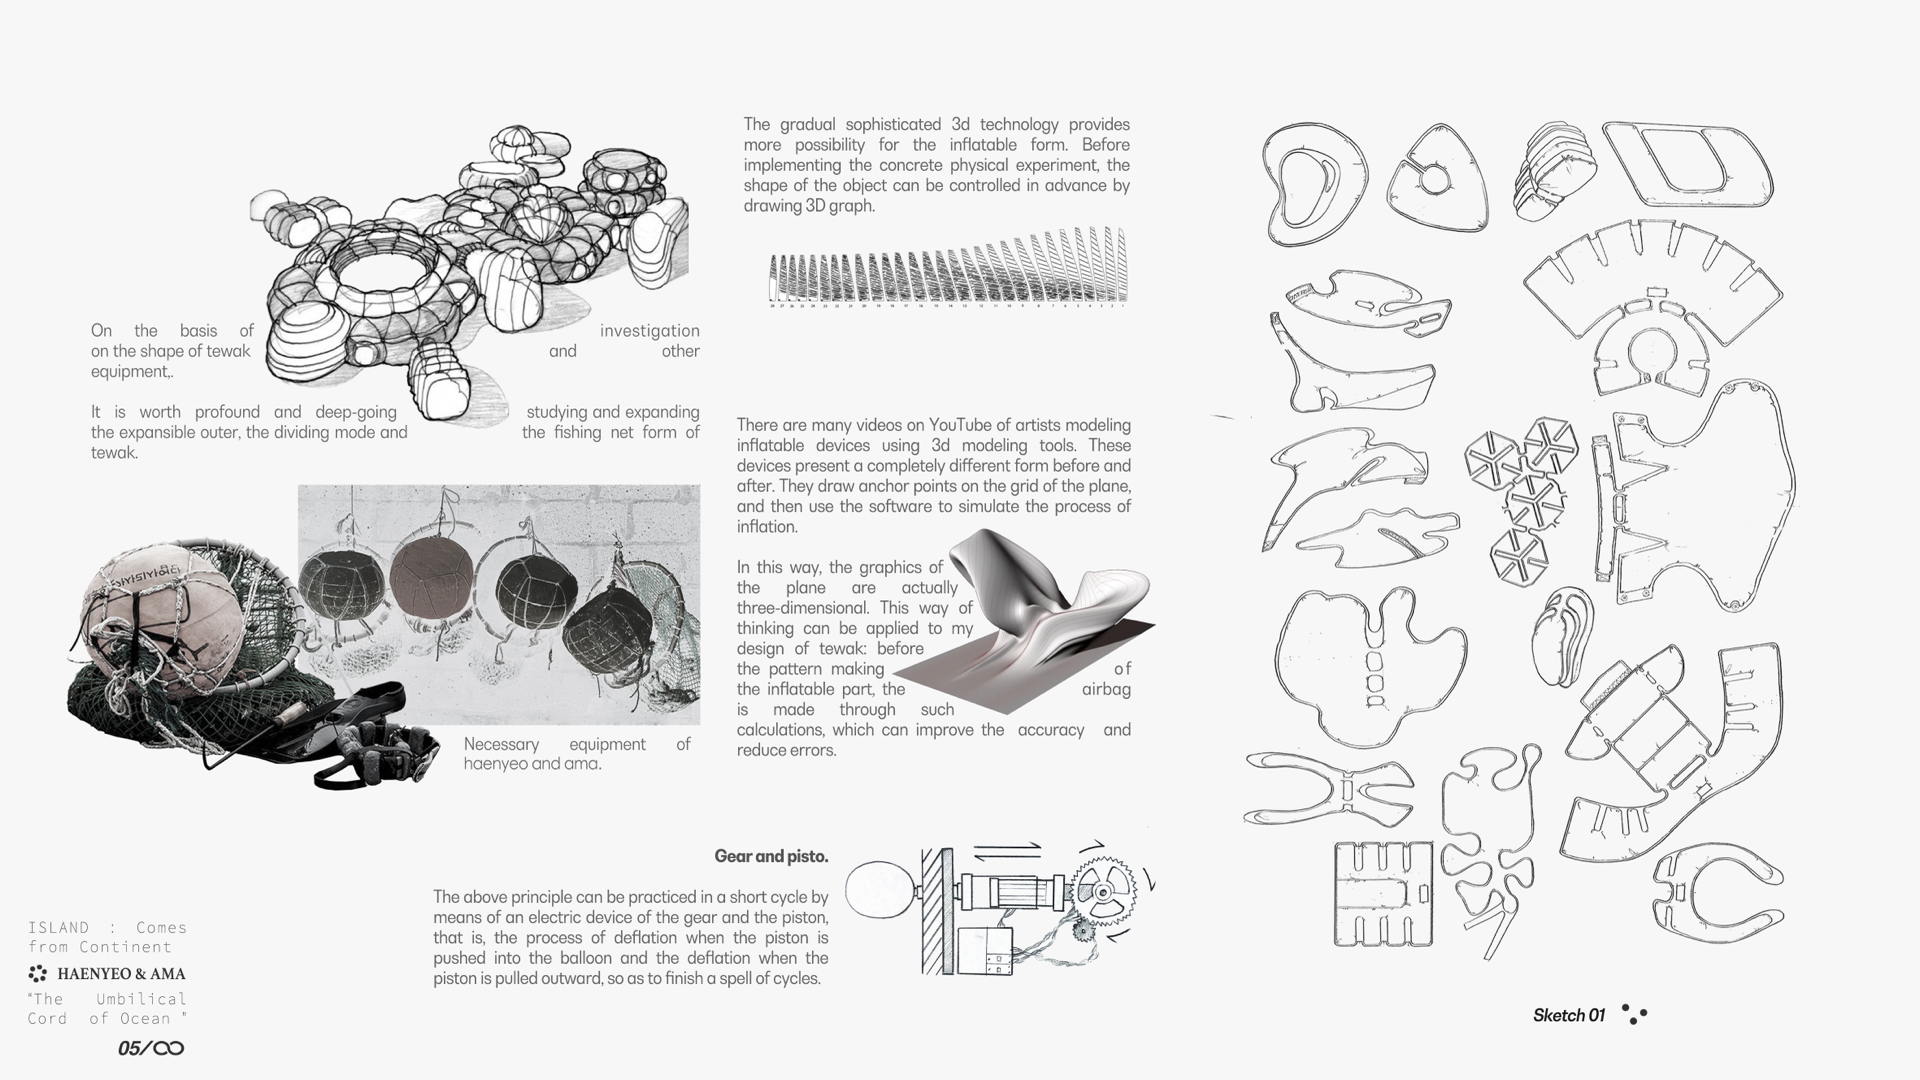 On the basis of investigation
on the shape of tewak and other
equipment,.
It is worth profound and deep-going studying and expanding
the expansible outer, the dividing mode and the fishing net form of
tewak.
Necessary equipment of
haenyeo and ama.
The gradual sophisticated 3d technology provides
more possibility for the inflatable form. Before
implementing the concrete physical experiment, the
shape of the object can be controlled in advance by
drawing 3D graph.
There are many videos on YouTube of artists modeling
inflatable devices using 3d modeling tools. These
devices present a completely different form before and
after. They draw anchor points on the grid of the plane,
and then use the software to simulate the process of
inflation.
In this way, the graphics of
the plane are actually
three-dimensional. This way of
thinking can be applied to my
design of tewak: before
the pattern making of
the inflatable part, the airbag
is made through such
calculations, which can improve the accuracy and
reduce errors.
Gear and pisto.
The above principle can be practiced in a short cycle by
means of an electric device of the gear and the piston,
that is, the process of deflation when the piston is
pushed into the balloon and the deflation when the
piston is pulled outward, so as to finish a spell of cycles.
ISLAND : Comes
from Continent
HAENYEO & AMA
"The Umbilical
Cord of Ocean "
05/∞
Sketch 01